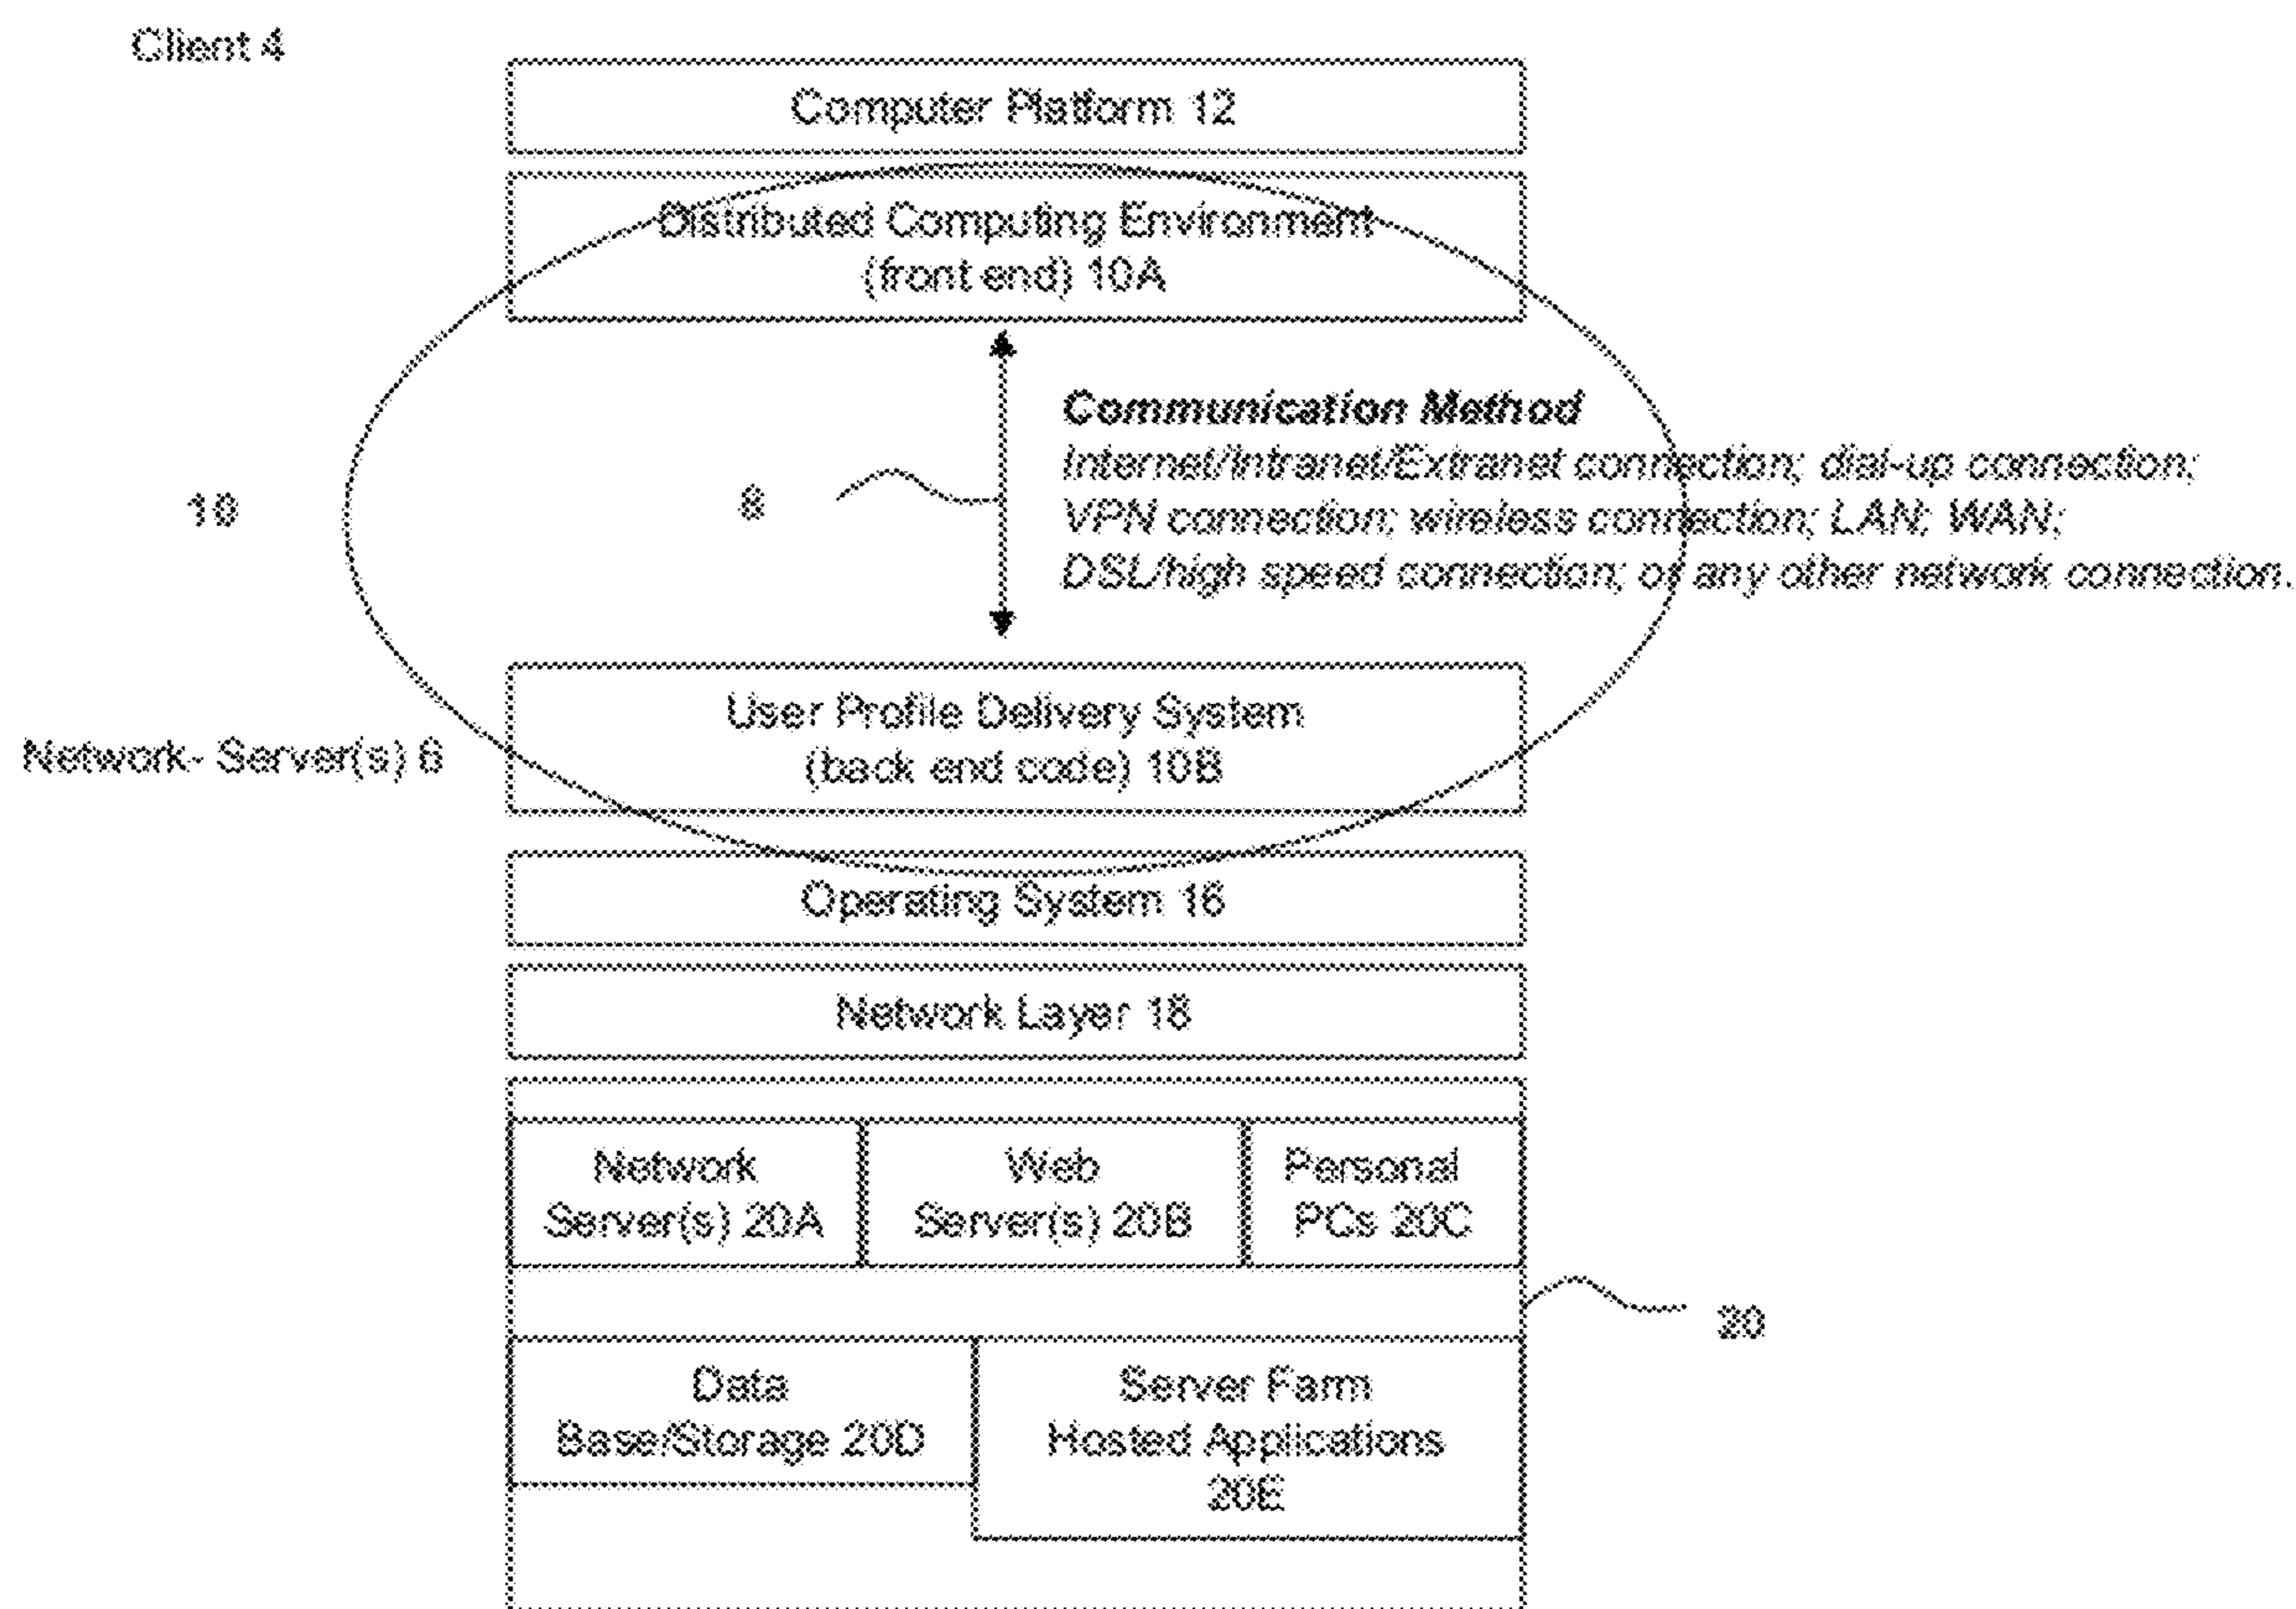 Client 4
Computer Platform 12
Distributed Computing Environment
(front end) 10A
Communication Method
Internet/Intranet/Extranet connection; dial-up connection;
10
8
VPN connection; wireless connection; LAN; WAN;
DSL/high speed connection; or any other network connection.
User Profile Delivery System
Network- Server(s) 6
(back end code) 10B
Operating System 16
Network Layer 18
Network
Server(s) 20A
Web
Server(s) 20B
Personal
PCs 20C
20
Data
Base/Storage 20D
Server Farm
Hosted Applications
20E